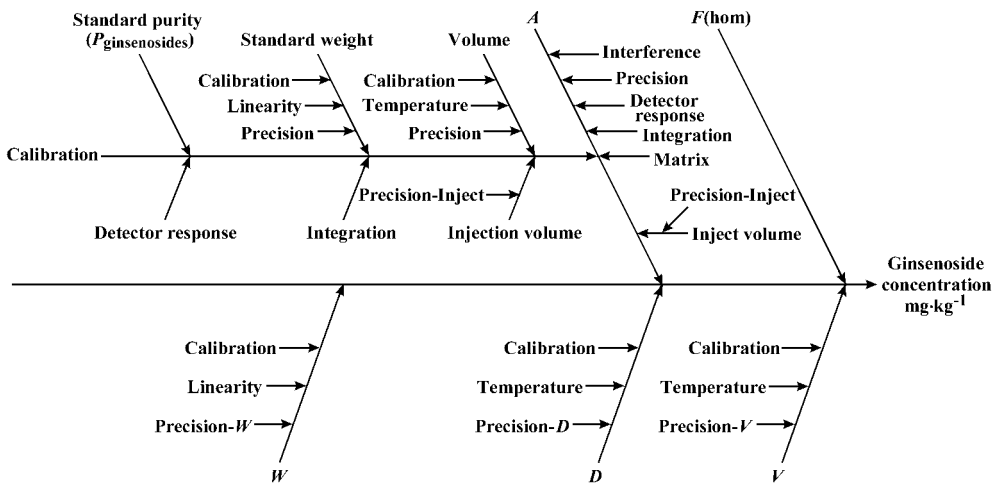 Standard purity
(Pginsenosides)
Standard weight
Volume
A
F(hom)
Calibration
Linearity
Precision
Calibration
Temperature
Precision
Interference
Precision
Detector
response
Integration
Matrix
Calibration
Precision-Inject
Precision-Inject
Detector response
Integration
Injection volume
Inject volume
Ginsenoside
concentration
mg·kg-1
Calibration
Linearity
Precision-W
W
Calibration
Temperature
Precision-D
D
Calibration
Temperature
Precision-V
V